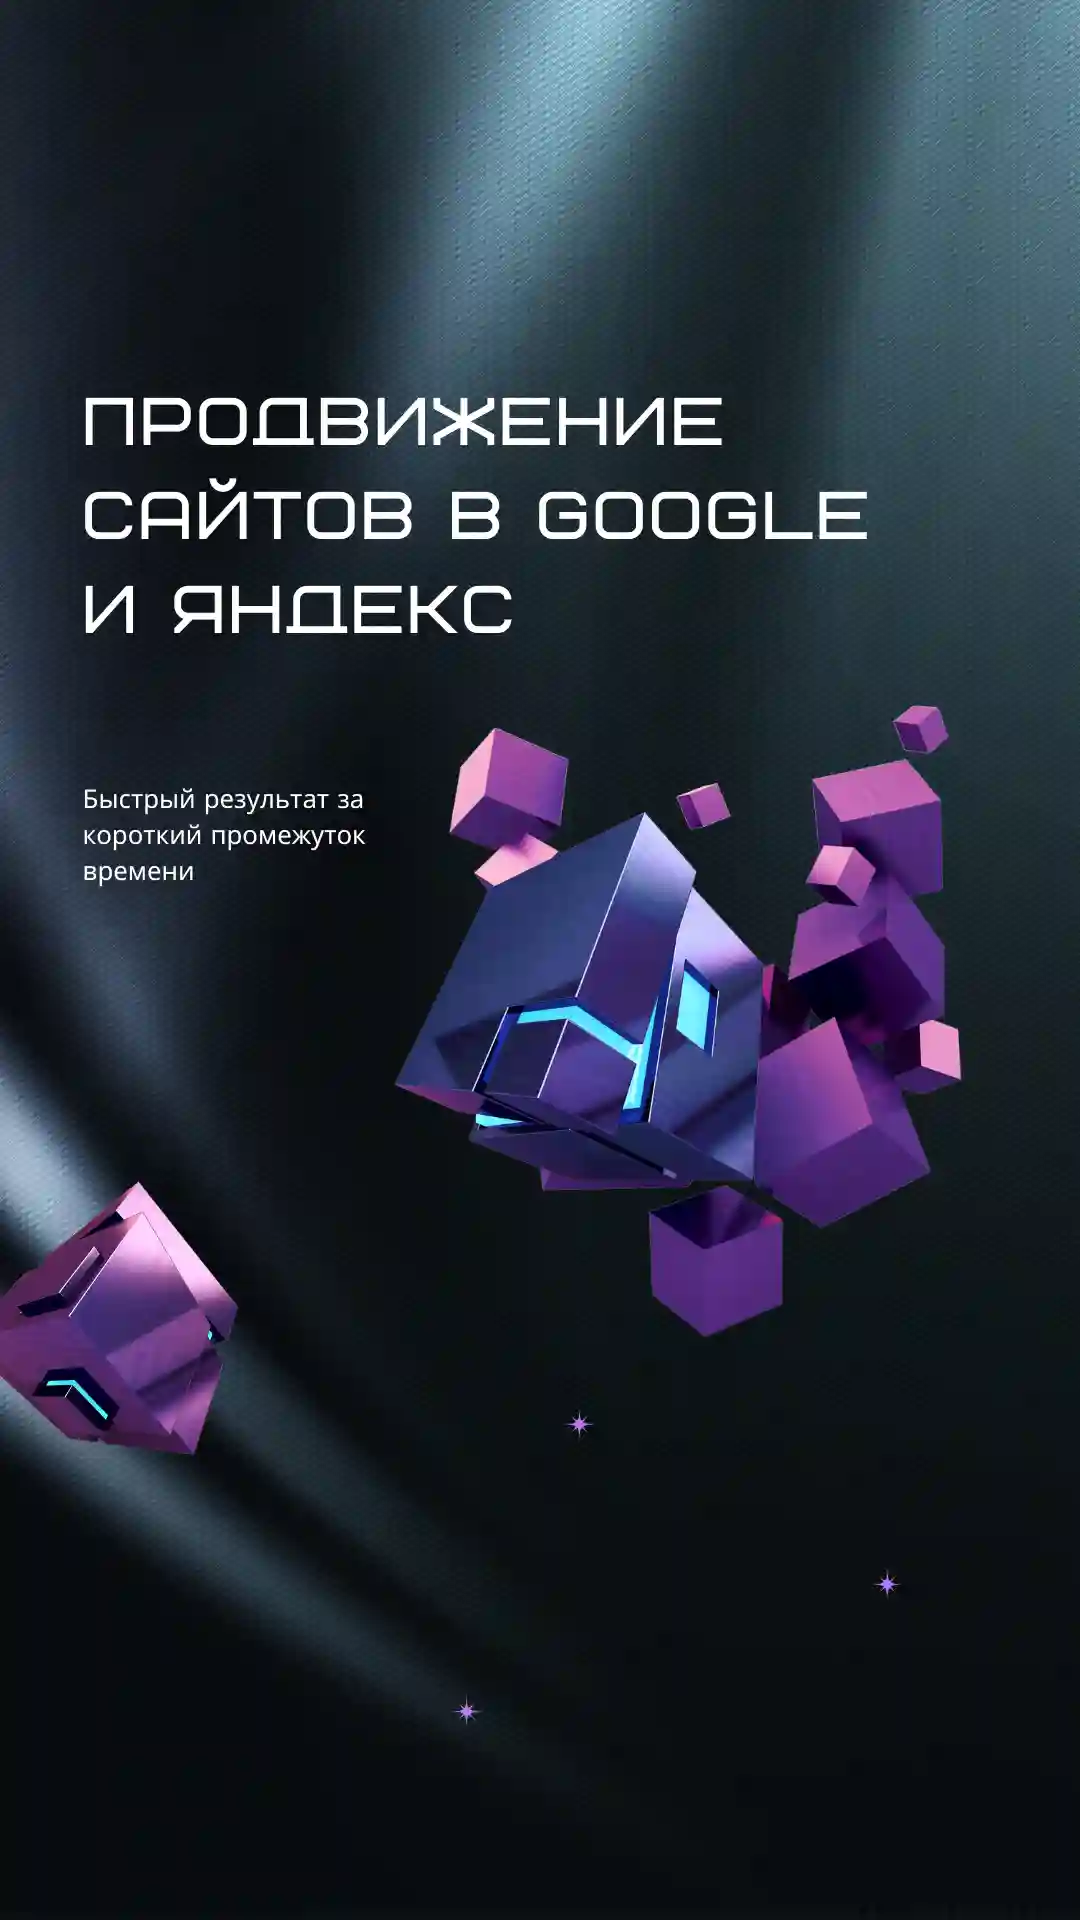 ПРОДВИЖЕНИЕ
САЙТОВ В GOOGLE
И ЯНДЕКС
Быстрый результат за
короткий промежуток
времени